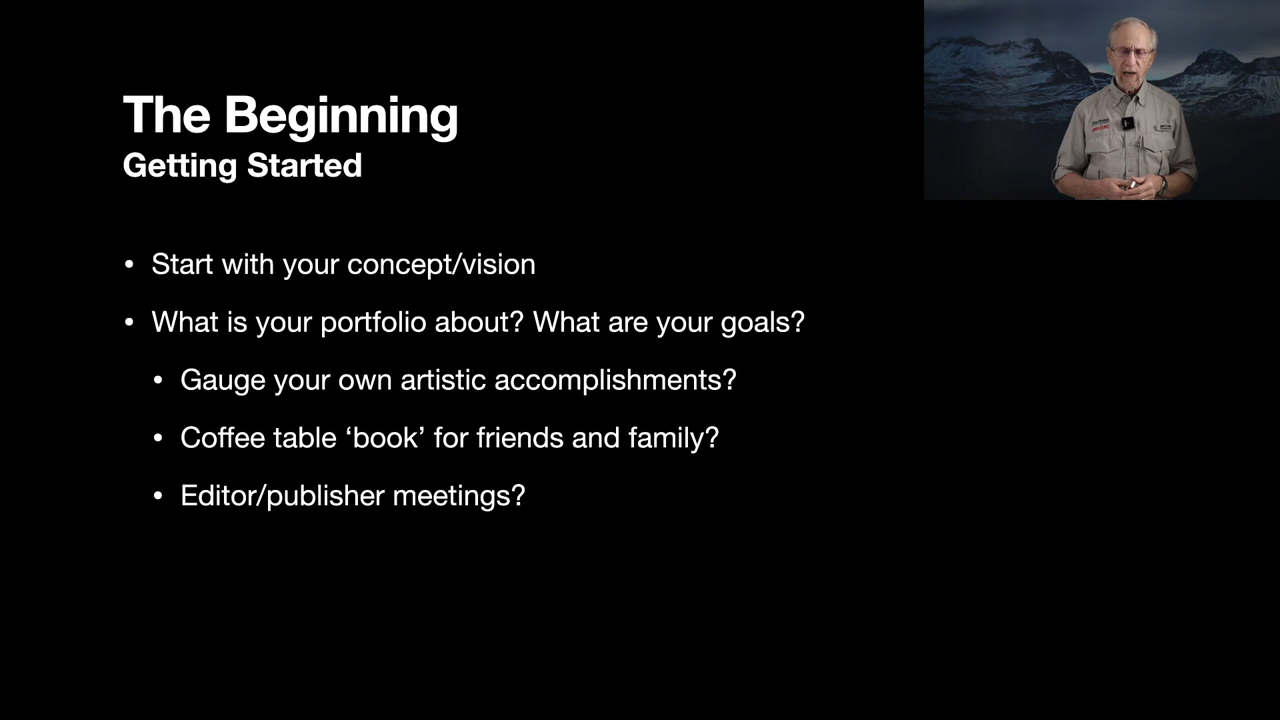 The Beginning
Getting Started
• Start with your concept/vision
• What is your portfolio about? What are your goals?
• Gauge your own artistic accomplishments?
• Coffee table ‘book’ for friends and family?
• Editor/publisher meetings?